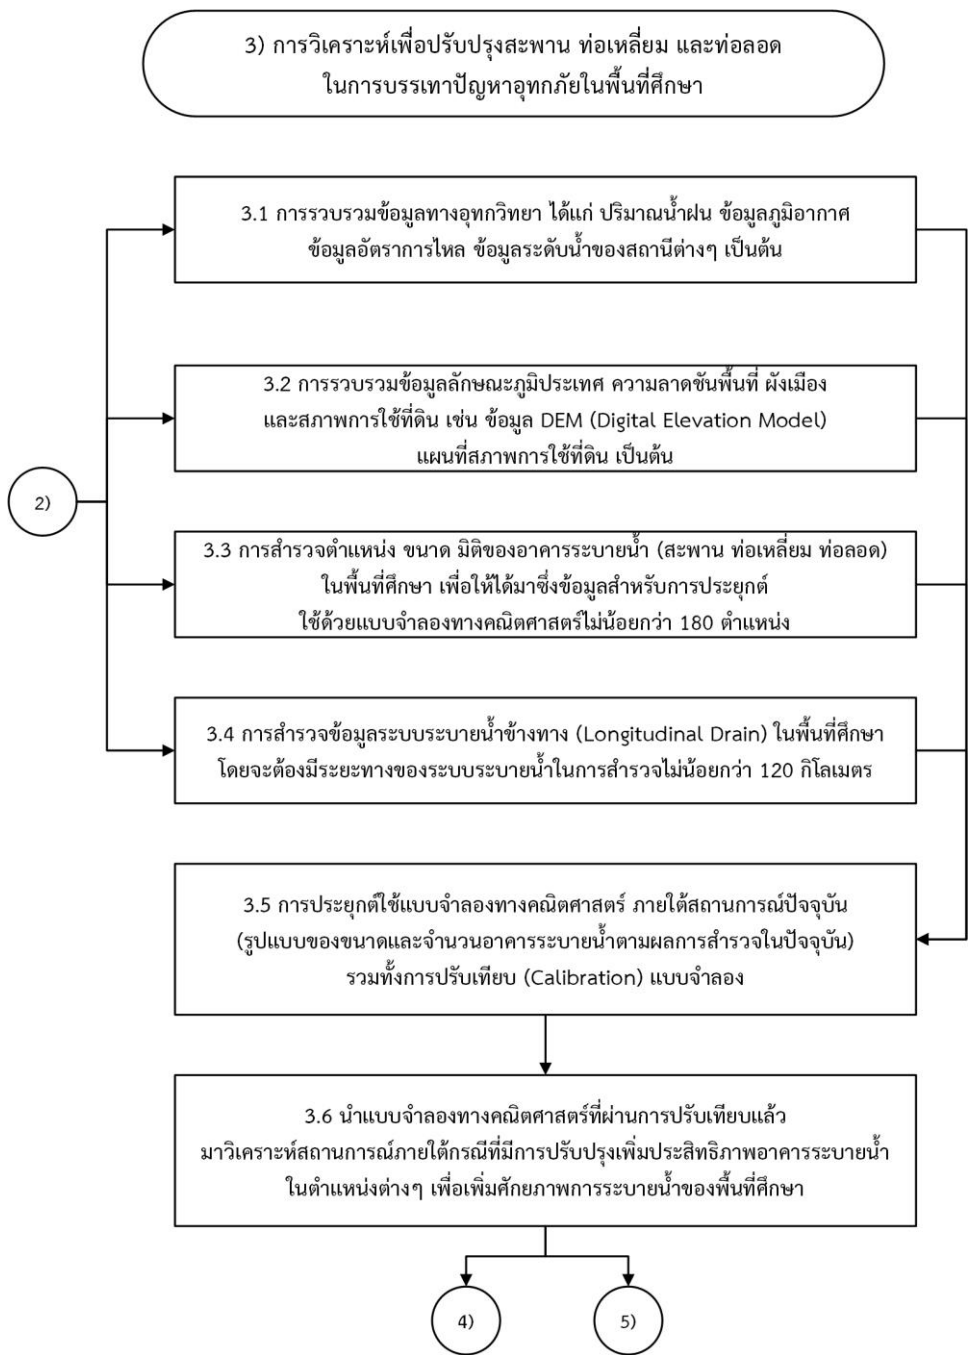 3) การวิเคราะห์เพื่อปรับปรุงสะพาน ท่อเหลี่ยม และท่อลอด
ในการบรรเทาปัญหาอุทกภัยในพื้นที่ศึกษา
3.1 การรวบรวมข้อมูลทางอุทกวิทยา ได้แก่ ปริมาณน้ำฝน ข้อมูลภูมิอากาศ
ข้อมูลอัตราการไหล ข้อมูลระดับน้ำของสถานีต่างๆ เป็นต้น
3.2 การรวบรวมข้อมูลลักษณะภูมิประเทศ ความลาดชันพื้นที่ ผังเมือง
และสภาพการใช้ที่ดิน เช่น ข้อมูล DEM (Digital Elevation Model)
แผนที่สภาพการใช้ที่ดิน เป็นต้น
2)
3.3 การสำรวจตำแหน่ง ขนาด มิติของอาคารระบายน้ำ (สะพาน ท่อเหลี่ยม ท่อลอด)
ในพื้นที่ศึกษา เพื่อให้ได้มาซึ่งข้อมูลสำหรับการประยุกต์
ใช้ด้วยแบบจำลองทางคณิตศาสตร์ไม่น้อยกว่า 180 ตำแหน่ง
3.4 การสำรวจข้อมูลระบบระบายน้ำข้างทาง (Longitudinal Drain) ในพื้นที่ศึกษา
โดยจะต้องมีระยะทางของระบบระบายน้ำในการสำรวจไม่น้อยกว่า 120 กิโลเมตร
3.5 การประยุกต์ใช้แบบจำลองทางคณิตศาสตร์ ภายใต้สถานการณ์ปัจจุบัน
(รูปแบบของขนาดและจำนวนอาคารระบายน้ำตามผลการสำรวจในปัจจุบัน)
รวมทั้งการปรับเทียบ (Calibration) แบบจำลอง
3.6 นำแบบจำลองทางคณิตศาสตร์ที่ผ่านการปรับเทียบแล้ว
มาวิเคราะห์สถานการณ์ภายใต้กรณีที่มีการปรับปรุงเพิ่มประสิทธิภาพอาคารระบายน้ำ
ในตำแหน่งต่างๆ เพื่อเพิ่มศักยภาพการระบายน้ำของพื้นที่ศึกษา
4)
5)